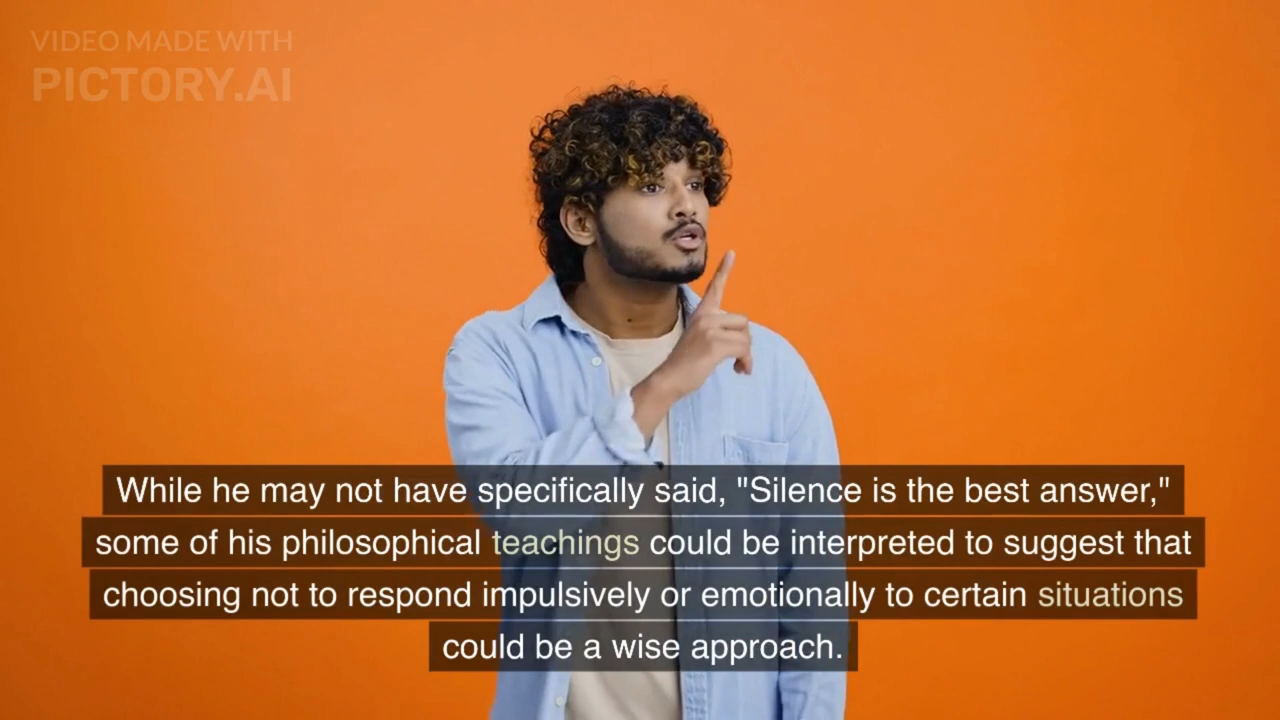 VIDEO MADE WITH
PICTORY.AI
While he may not have specifically said, "Silence is the best answer,"
some of his philosophical teachings could be interpreted to suggest that
choosing not to respond impulsively or emotionally to certain situations
could be a wise approach.